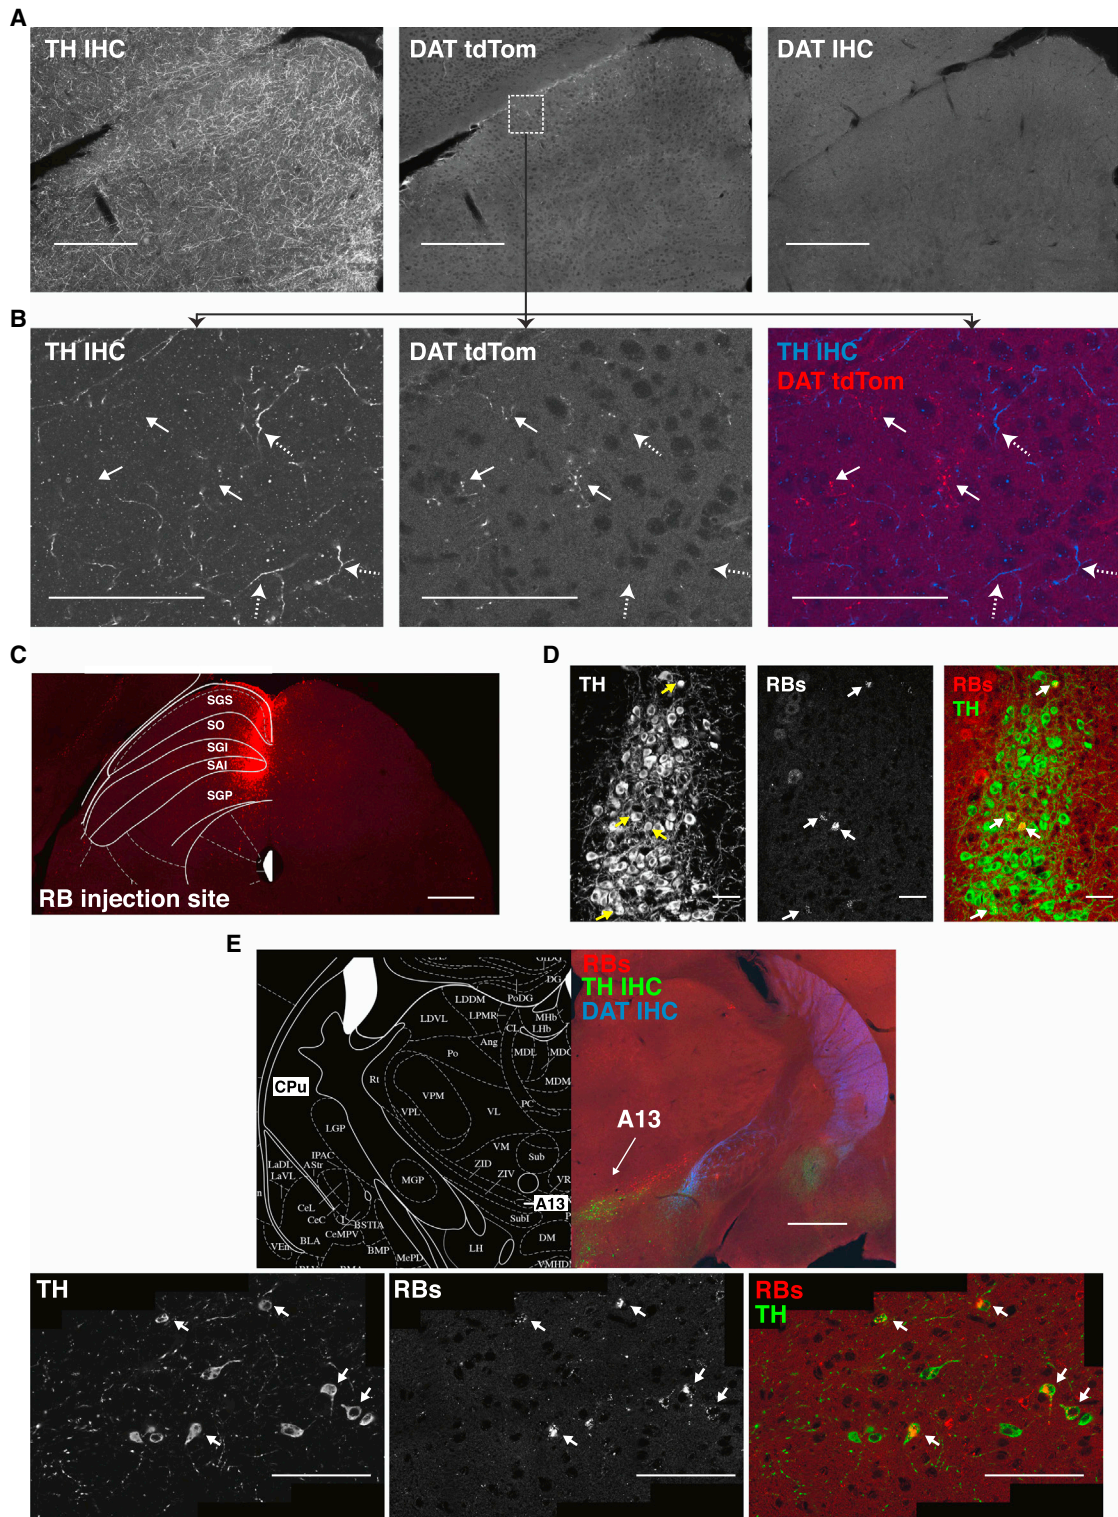 A
TH IHC
DAT tdTom
DAT IHC
B
TH IHC
DAT tdTom
TH IHC
DAT tdTom
C
SGS
SO
SGI
SAI
SGP
RB injection site
D
TH
RBs
RBs
TH
E
DG
LDDM
PoDG
LDVL
LPMR
MHb
CL
LHb
Ang
Po
MDL
MDC
Rt
CPu
VPM
MDM
VPL
VL
PC
LGP
VM
Sub
IPAC
ZID
LaDL
AStr
ZIV
LaVL
MGP
VR
A13
CeL
CeC
I
BSTIA
SubI
CeMPV
DM
VEn
BLA
BMP
LH
MePD
VMHD
RBs
TH IHC
DAT IHC
A13
TH
RBs
RBs
TH